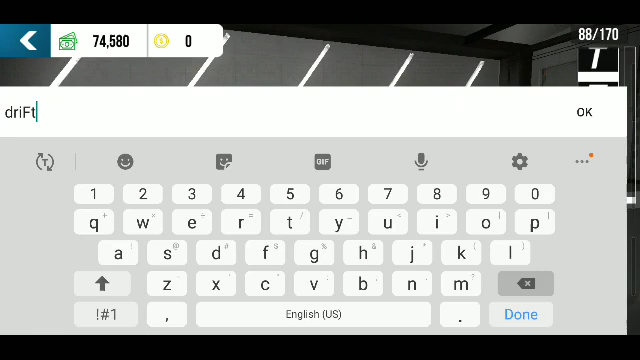 74,580 0 88/170
T
driFt OK
T GIF
1 2 3 4 5 6 7 8 9 0
q w e r t y u i o p
a s d f g h j k l
z x c v b n m
!#1 , English (US) . Done